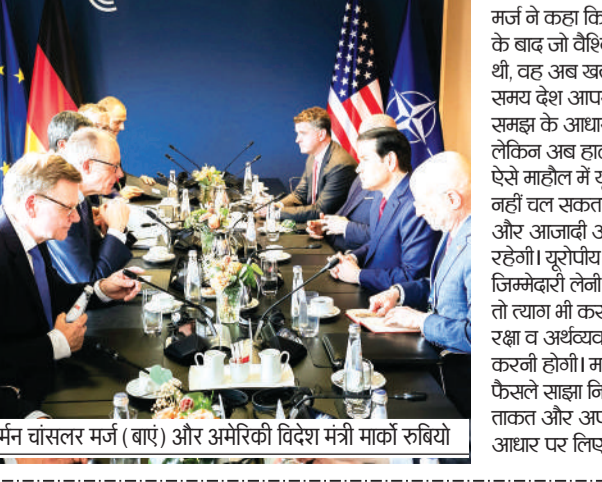 र्मन चांसलर मर्ज (बाएं) और अमेरिकी विदेश मंत्री मार्को रुबियो
मर्ज ने कहा कि
के बाद जो वैश्वि
थी, वह अब खत
समय देश आपर
समझ के आधार
लेकिन अब हाल
ऐसे माहौल में यू
नहीं चल सकत
और आजादी अ
रहेगी। यूरोपीय
जिम्मेदारी लेनी
तो त्याग भी कर
रक्षा व अर्थव्यव
करनी होगी। म
फैसले साझा नि
ताकत और अप
आधार पर लिए